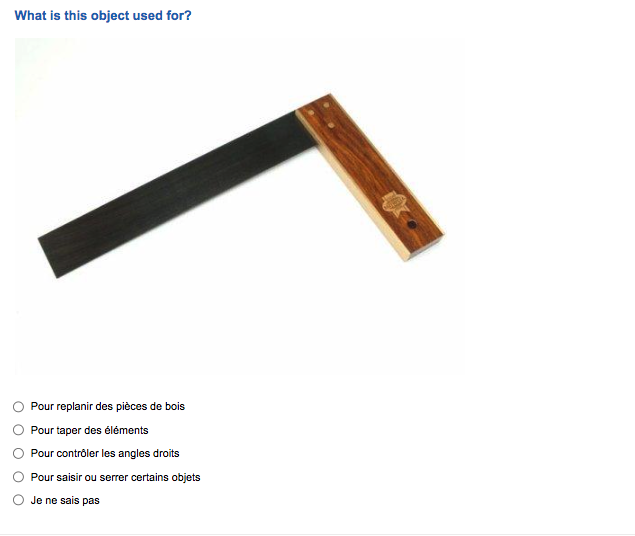 What is this object used for?
Pour replanir des pièces de bois
Pour taper des éléments
Pour contrôler les angles droits
Pour saisir ou serrer certains objets
Je ne sais pas